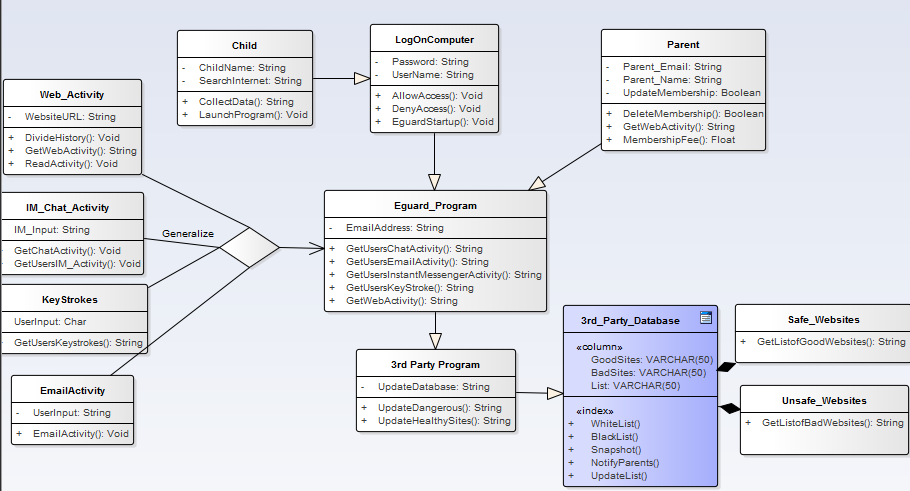 Child
- ChildName: String
- SearchInternet: String
+ CollectData(): String
+ LaunchProgram(): Void
LogOnComputer
- Password: String
- UserName: String
+ AllowAccess(): Void
+ DenyAccess(): Void
+ EguardStartup(): Void
Parent
- Parent_Email: String
- Parent_Name: String
- UpdateMembership: Boolean
+ DeleteMembership(): Boolean
+ GetWebActivity(): String
+ MembershipFee(): Float
Web_Activity
- WebsiteURL: String
+ DivideHistory(): Void
+ GetWebActivity(): String
+ ReadActivity(): Void
IM_Chat_Activity
IM_Input: String
GetChatActivity(): Void
GetUsersIM_Activity(): Void
Generalize
KeyStrokes
UserInput: Char
GetUsersKeystrokes(): String
EmailActivity
- UserInput: String
+ EmailActivity(): Void
Eguard_Program
- EmailAddress: String
+ GetUsersChatActivity(): String
+ GetUsersEmailActivity(): String
+ GetUsersInstantMessengerActivity(): String
+ GetUsersKeyStroke(): String
+ GetWebActivity(): String
3rd Party Program
- UpdateDatabase: String
+ UpdateDangerous(): String
+ UpdateHealthySites(): String
3rd_Party_Database
«column»
GoodSites: VARCHAR(50)
BadSites: VARCHAR(50)
List: VARCHAR(50)
«index»
+ WhiteList()
+ BlackList()
+ Snapshot()
+ NotifyParents()
+ UpdateList()
Safe_Websites
+ GetListofGoodWebsites(): String
Unsafe_Websites
+ GetListofBadWebsites(): String